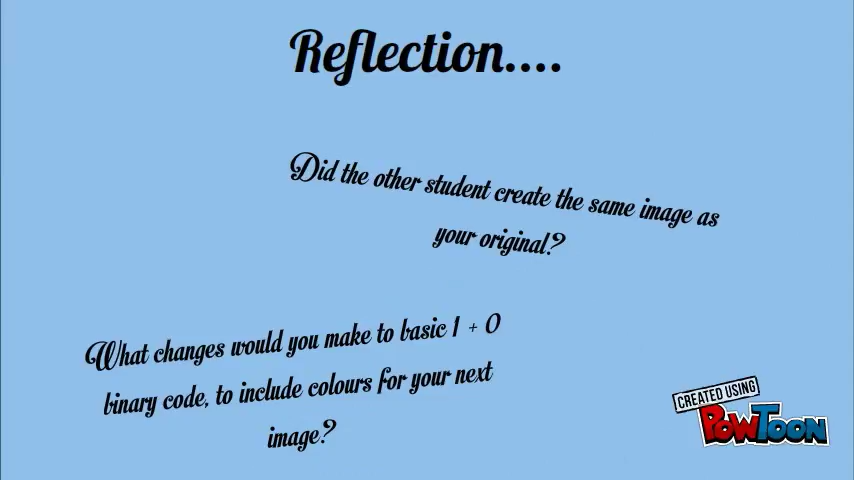 Reflection....
Did the other student create the same image as
your original?
What changes would you make to basic 1 + 0
binary code, to include colours for your next
image?
CREATED USING
POWTOON